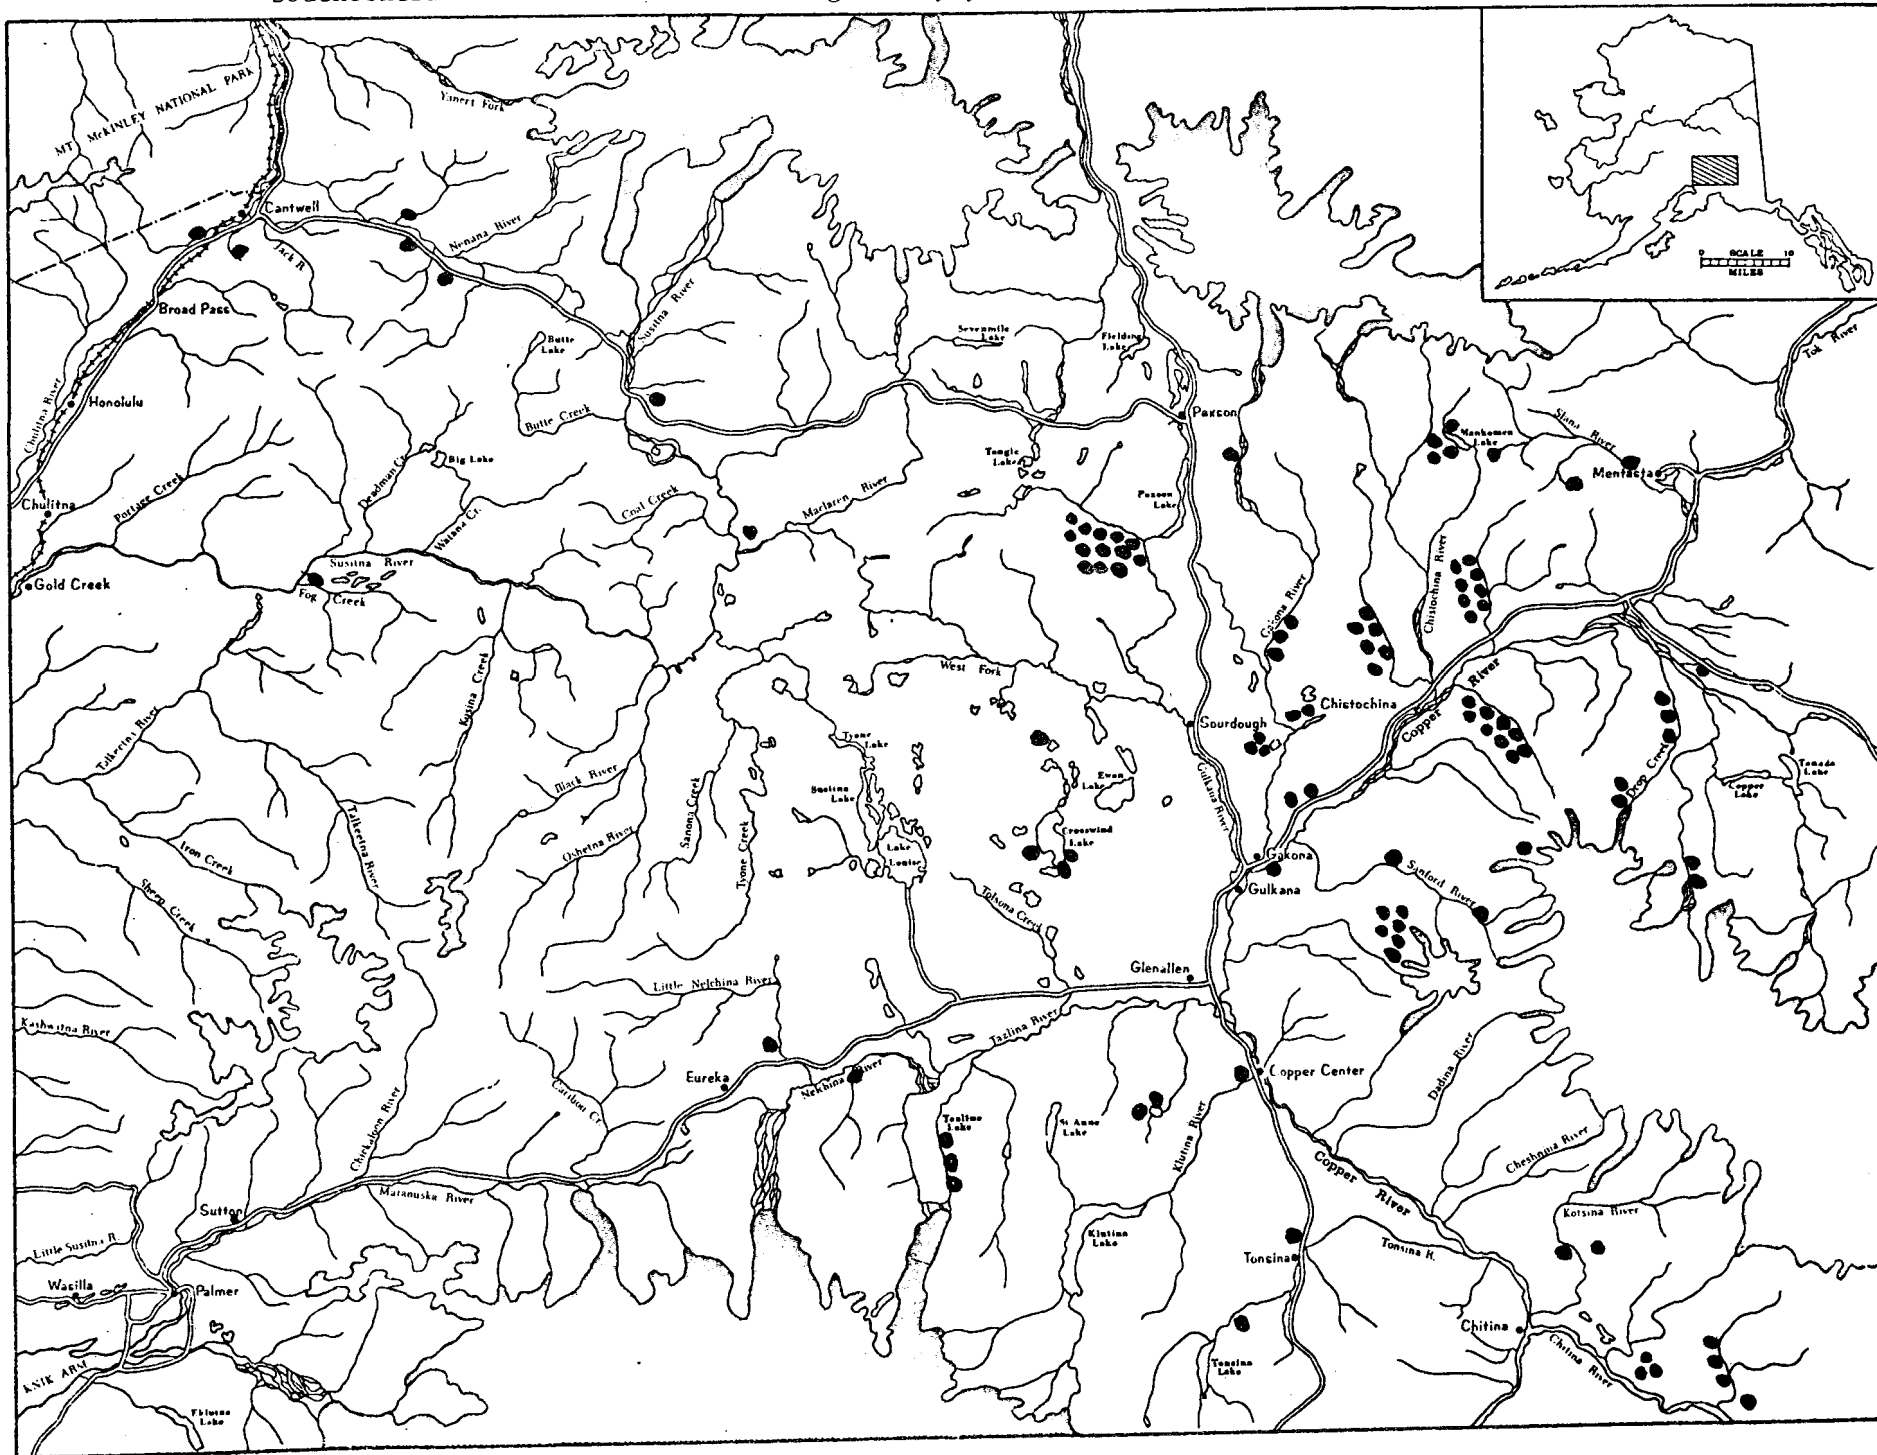 MT McKINLEY NATIONAL PARK
Yanert Fork
Cantwell
Nenana River
Jack R
SCALE
0 10
MILES
Broad Pass
Susitna River
Butte
Lake
Sevenmile
Lake
Fielding
Lake
Tok River
Chulitna River
Honolulu
Butte Creek
Paxson
Slana River
Mankomen
Lake
Mentasta
Big Lake
Deadman Cr.
Tangle
Lake
Portage Creek
Chulitna
Coal Creek
Maclaren River
Paxson
Lake
Watana Cr.
Chistochina River
Susitna River
Gold Creek
Fog Creek
Gakona River
West Fork
Kosina Creek
Copper River
Chistochina
Sourdough
Talkeetna River
Tyone
Lake
Gulkana River
Black River
Ewan
Lake
Drop Creek
Tanada
Lake
Copper
Lake
Susitna
Lake
Sanona Creek
Tyone Creek
Talkeetna River
Oshetna River
Crosswind
Lake
Lake
Louise
Iron Creek
Gakona
Gulkana
Sanford River
Sheep Creek
Tolsona Creek
Glenallen
Little Nelchina River
Kashwitna River
Tazlina River
Eureka
Nelchina River
Copper Center
Dadina River
Caribou Cr.
Chickaloon River
Tazlina
Lake
St Anne
Lake
Klutina River
Cheshnina River
Copper River
Matanuska River
Sutton
Kotsina River
Little Susitna R.
Klutina
Lake
Tonsina
Tonsina R.
Wasilla
Palmer
Chitina
Chitina River
KNIK ARM
Tonsina
Lake
Eklutna
Lake